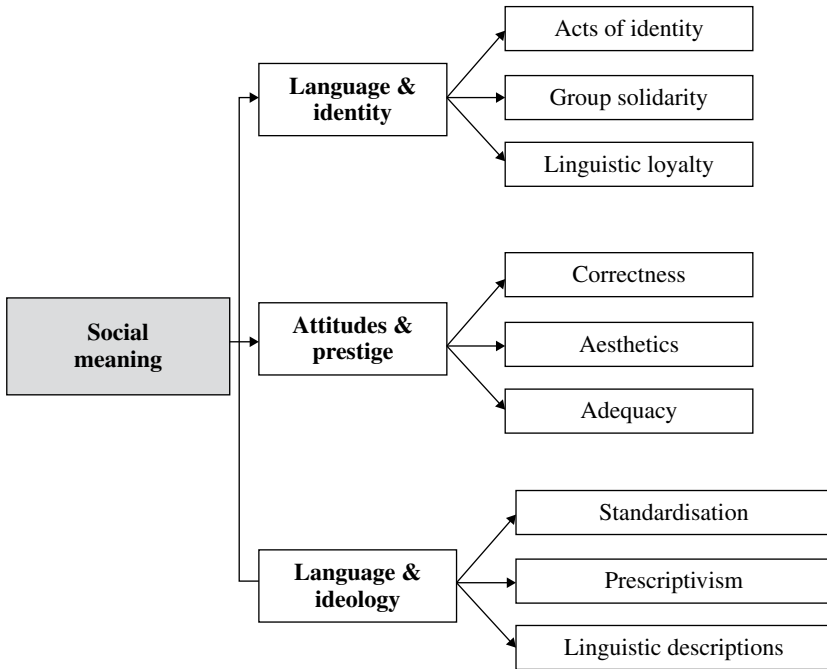 Acts of identity
Language &
identity
Group solidarity
Linguistic loyalty
Correctness
Social
meaning
Attitudes &
prestige
Aesthetics
Adequacy
Standardisation
Language &
ideology
Prescriptivism
Linguistic descriptions